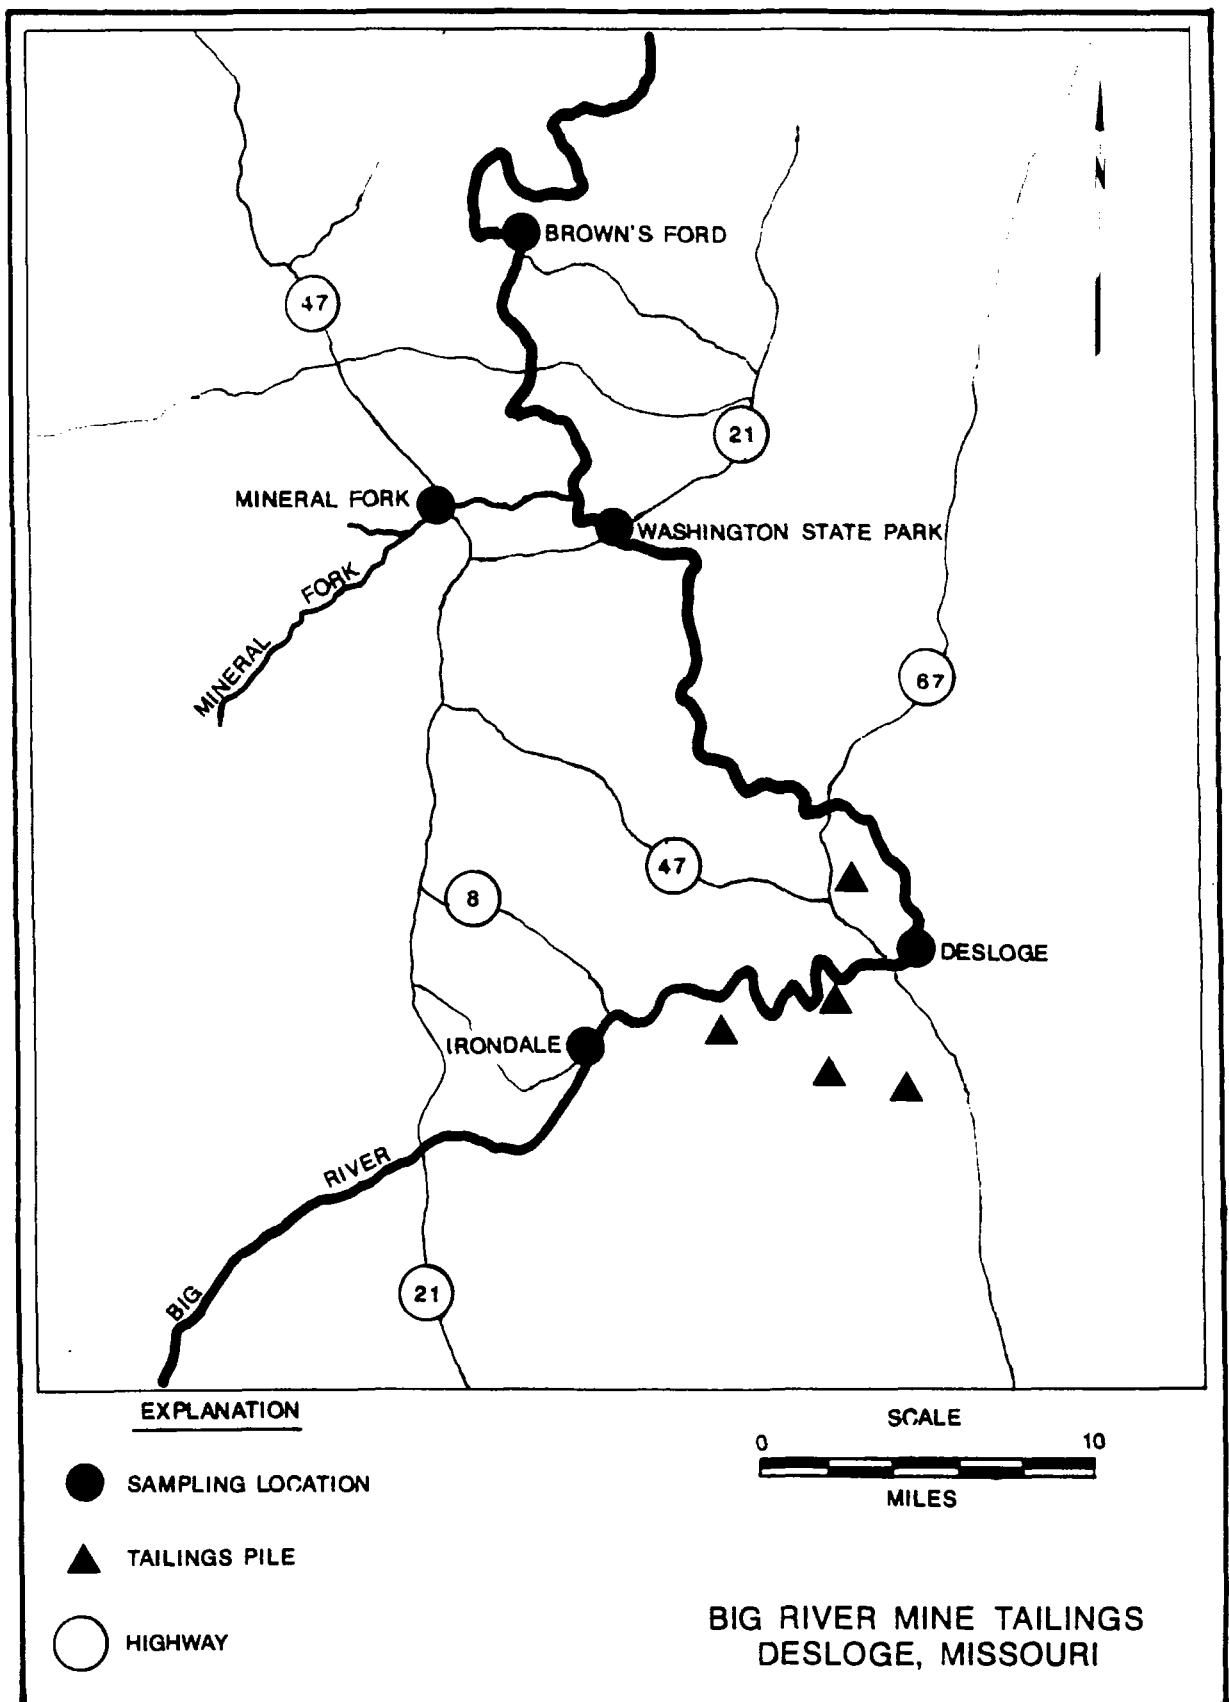 BROWN'S FORD
47
21
MINERAL FORK
WASHINGTON STATE PARK
MINERAL FORK
67
47
8
DESLOGE
IRONDALE
BIG RIVER
21
EXPLANATION
SCALE
0 10
MILES
SAMPLING LOCATION
TAILINGS PILE
HIGHWAY
BIG RIVER MINE TAILINGS
DESLOGE, MISSOURI